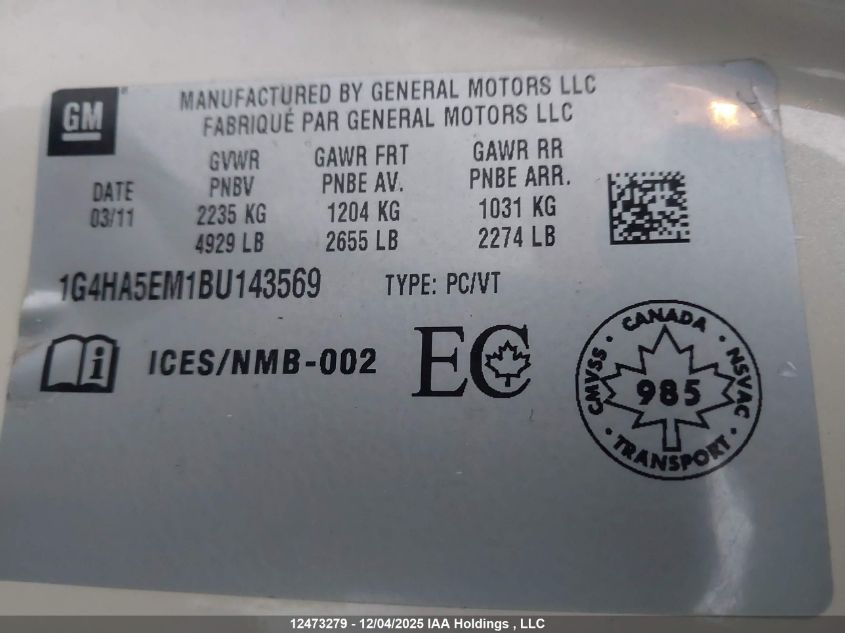 GM
MANUFACTURED BY GENERAL MOTORS LLC
FABRIQUÉ PAR GENERAL MOTORS LLC
DATE
03/11
GVWR
PNBV
2235 KG
4929 LB
GAWR FRT
PNBE AV.
1204 KG
2655 LB
GAWR RR
PNBE ARR.
1031 KG
2274 LB
1G4HA5EM1BU143569 TYPE: PC/VT
i ICES/NMB-002 EC
CANADA
CMVSS 985 NSVAC
TRANSPORT
12473279 - 12/04/2025 IAA Holdings , LLC